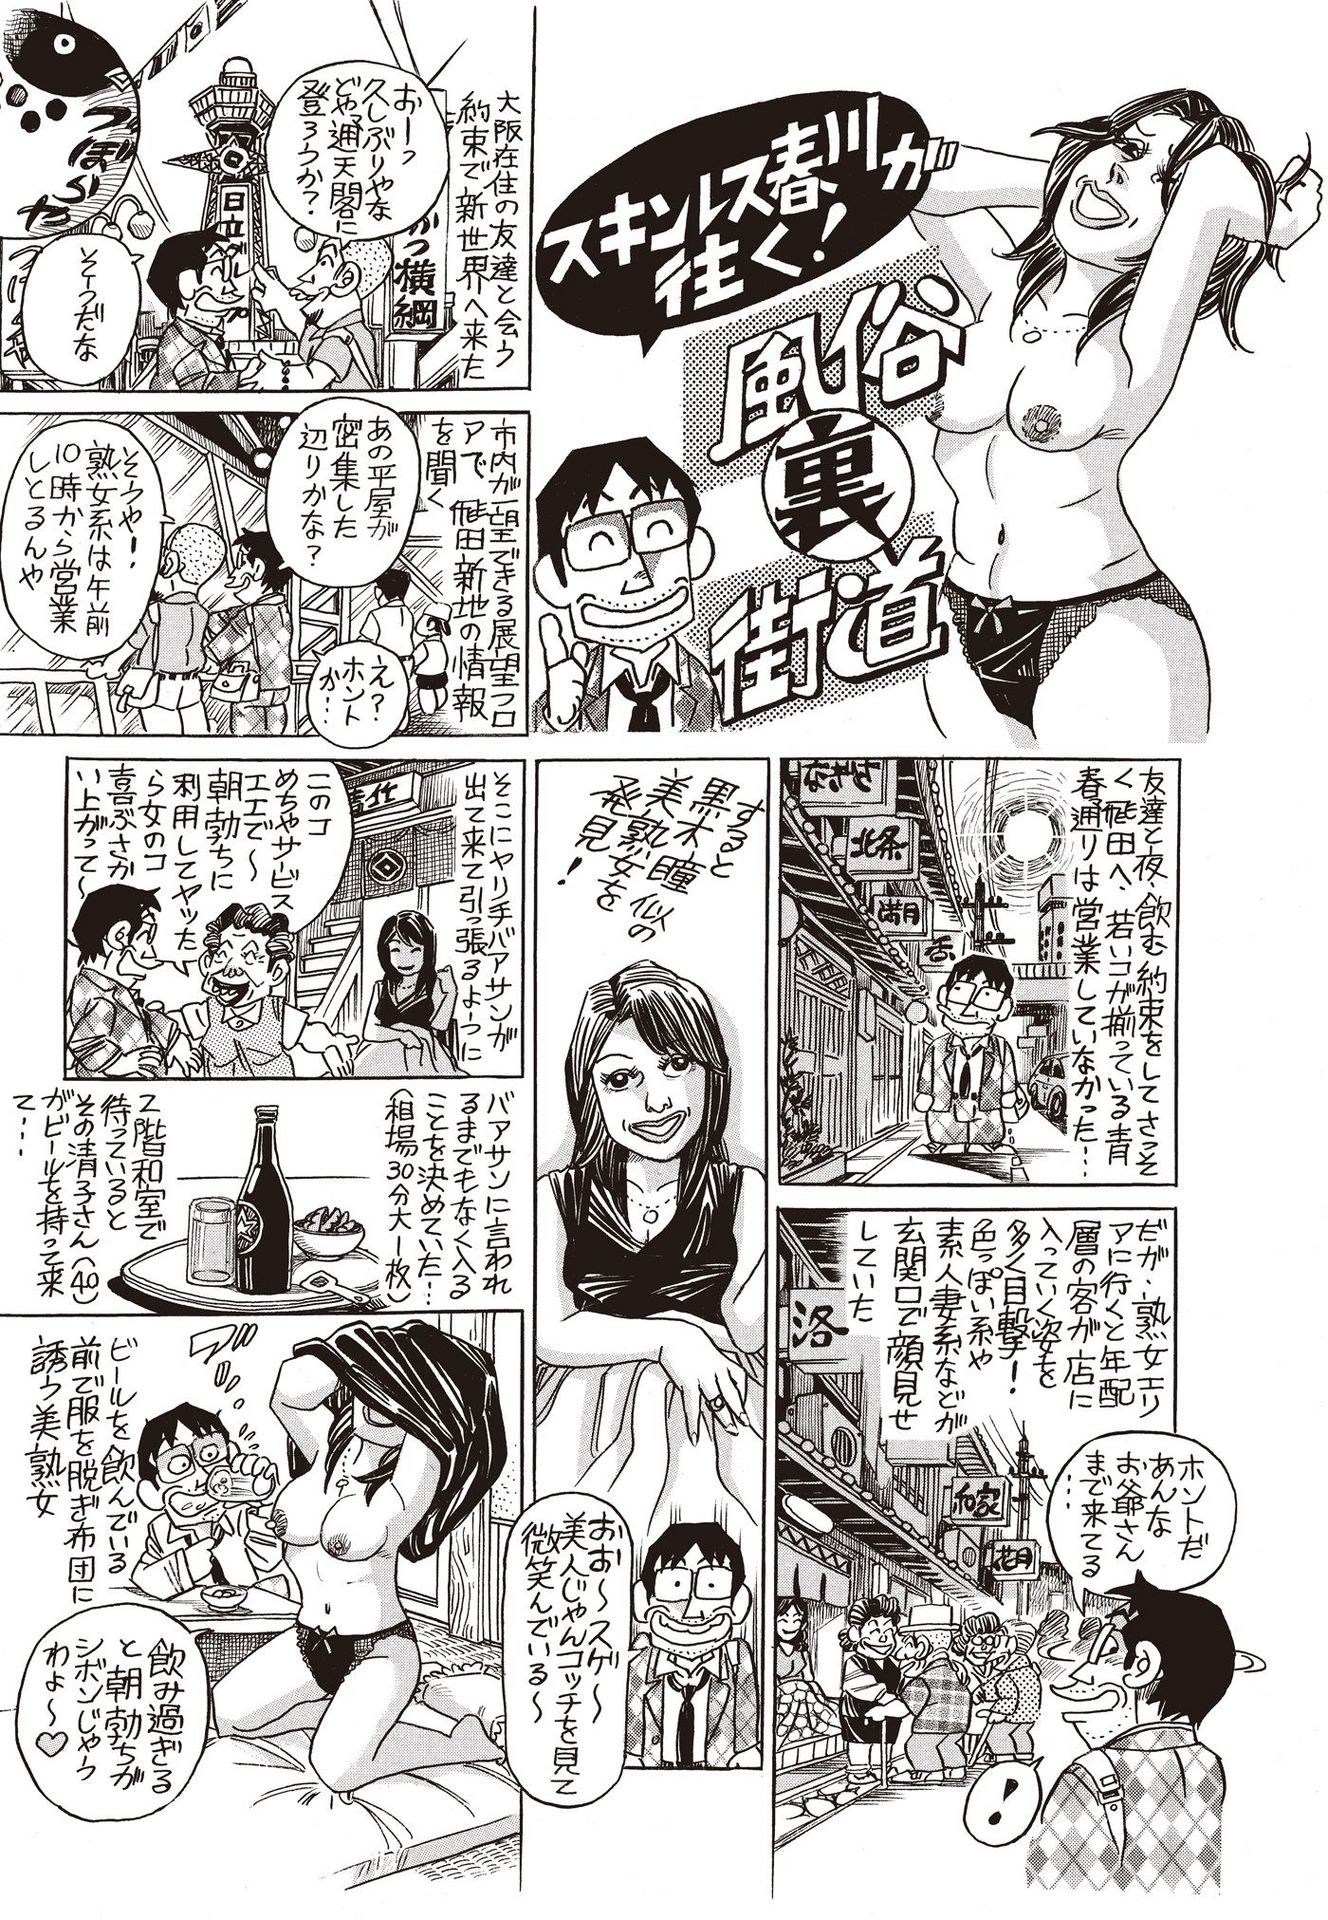 スキンレス春川が
往く!
風俗
裏
街道
大阪在住の友達と会う
約束で新世界へ来た
おーっ
久しぶりやな
どや通天閣に
登ろうか?
そーだな
づぼらや
日立グループ
かつ横綱
市内が一望できる展望フロ
アで飛田新地の情報
を聞く
あの平屋が
密集した
辺りかな?
そうや!
熟女系は午前
10時から営業
しとるんや
え?
ホント
か…
友達と夜、飲む約束をしてさっそ
く飛田へ、若いコが揃っている青
春通りは営業していなかった…
北条
満月
だが、熟女エリ
アに行くと年配
層の客が店に
入っていく姿を
多く目撃!
色っぽい系や
素人妻系などが
玄関口で顔見せ
していた
洛
和家
花月
ホントだ
あんな
お爺さん
まで来てる
…
!
すると
黒木瞳似の
美熟女を
発見!
おお〜スゲ〜
美人じゃんコッチを見て
微笑んでいる〜
そこにヤリチバアサンが
出て来て引っ張るように
このコ
めちゃサービス
エエで〜
朝勃ちに
利用してヤッた
ら女のコ
喜ぶさか
い上がって〜
バアサンに言われ
るまでもなく入る
ことを決めていた…
(相場30分大一枚)
2階和室で
待っていると
その清子さん(40)
がビールを持って来
て…
ビールを飲んでいる
前で服を脱ぎ布団に
誘う美熟女
飲み過ぎる
と朝勃ちが
シボンじゃう
わよ〜♡